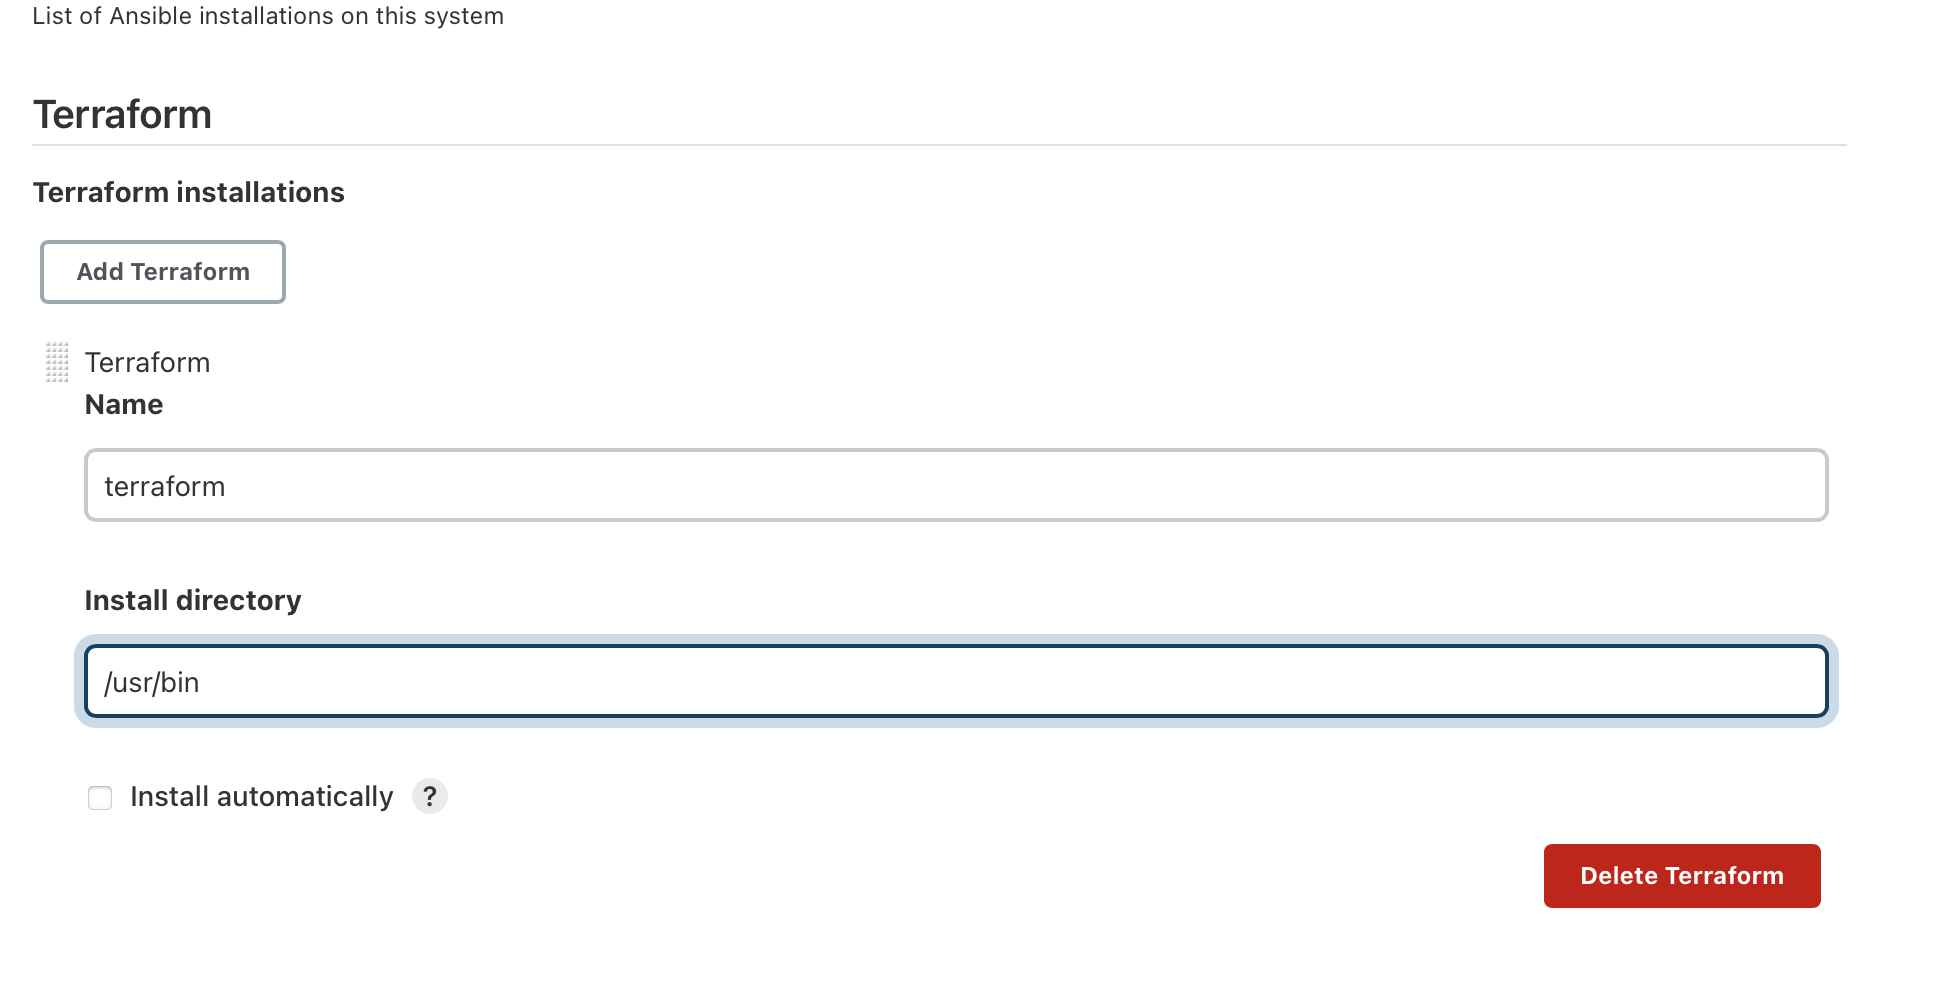 List of Ansible installations on this system
Terraform
Terraform installations
Add Terraform
Terraform
Name
terraform
Install directory
/usr/bin
Install automatically ?
Delete Terraform